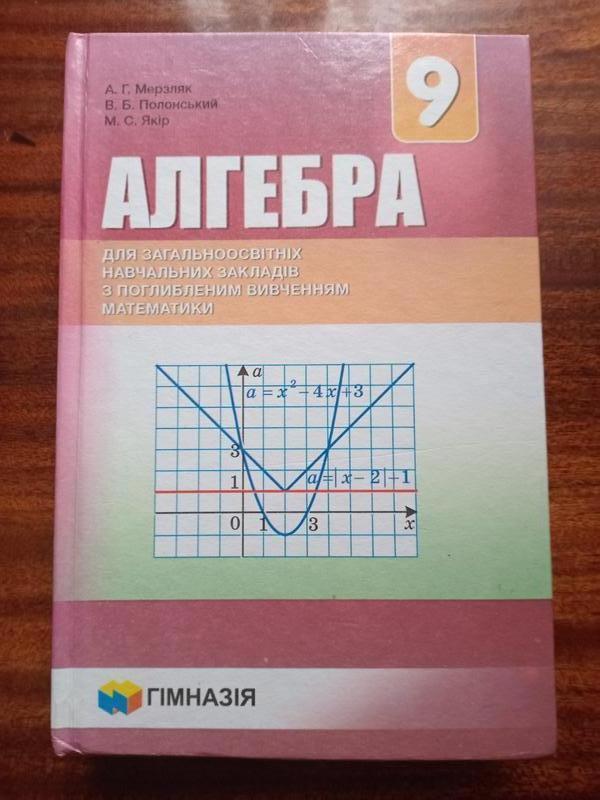 9
А. Г. Мерзляк
В. Б. Полонський
М. С. Якір
АЛГЕБРА
ДЛЯ ЗАГАЛЬНООСВІТНІХ
НАВЧАЛЬНИХ ЗАКЛАДІВ
З ПОГЛИБЛЕНИМ ВИВЧЕННЯМ
МАТЕМАТИКИ
a
a = x² − 4x + 3
3
a = |x − 2| − 1
1
0 1 3 x
ГІМНАЗІЯ